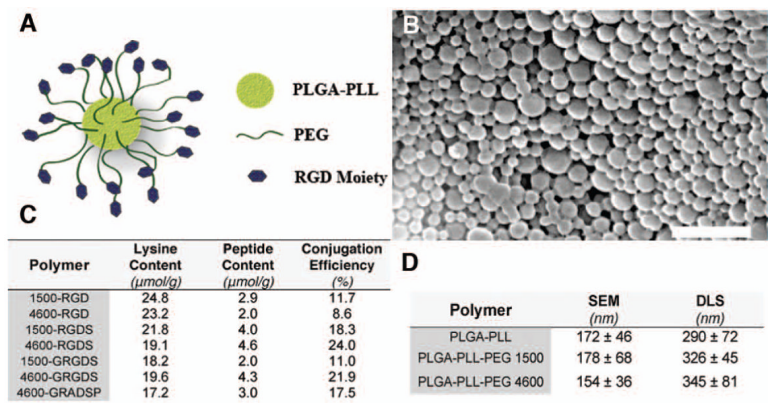 A
PLGA-PLL
PEG
RGD Moiety
B
C
Polymer Lysine Content (µmol/g) Peptide Content (µmol/g) Conjugation Efficiency (%)
1500-RGD 24.8 2.9 11.7
4600-RGD 23.2 2.0 8.6
1500-RGDS 21.8 4.0 18.3
4600-RGDS 19.1 4.6 24.0
1500-GRGDS 18.2 2.0 11.0
4600-GRGDS 19.6 4.3 21.9
4600-GRADSP 17.2 3.0 17.5
D
Polymer SEM (nm) DLS (nm)
PLGA-PLL 172 ± 46 290 ± 72
PLGA-PLL-PEG 1500 178 ± 68 326 ± 45
PLGA-PLL-PEG 4600 154 ± 36 345 ± 81